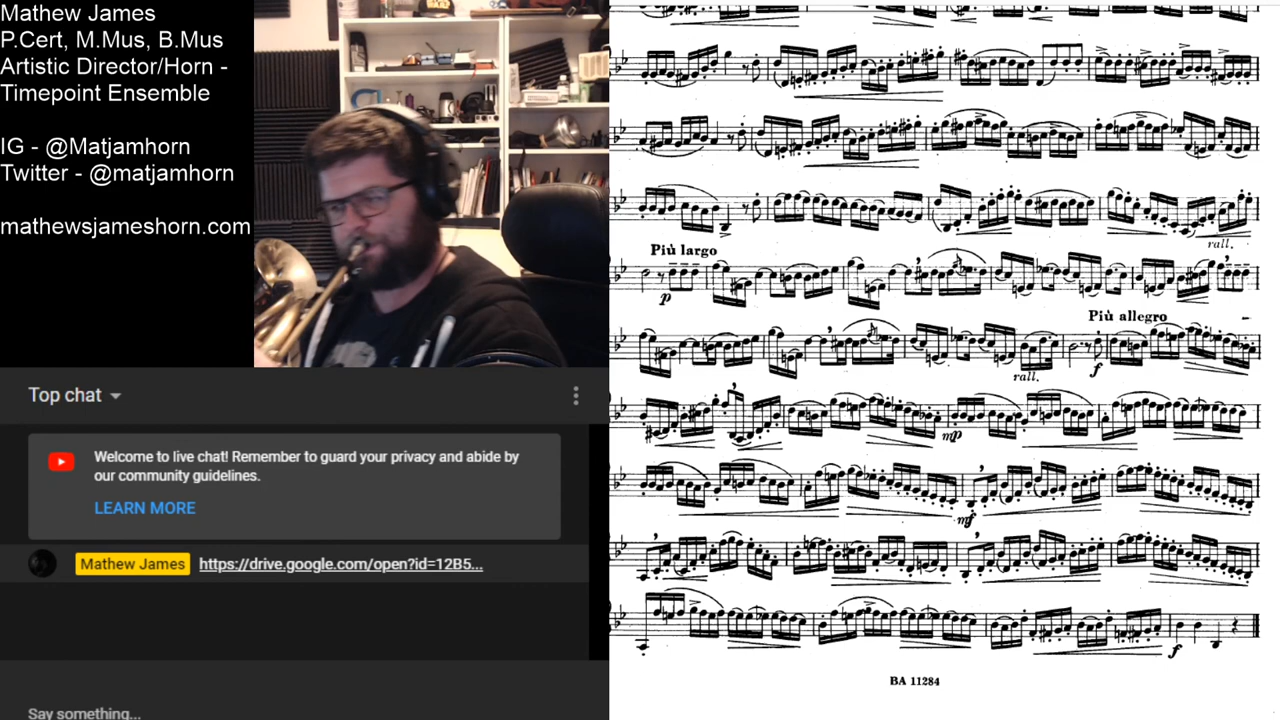 Mathew James
P.Cert, M.Mus, B.Mus
Artistic Director/Horn -
Timepoint Ensemble
IG - @Matjamhorn
Twitter - @matjamhorn
mathewsjameshorn.com
Top chat
Welcome to live chat! Remember to guard your privacy and abide by
our community guidelines.
LEARN MORE
Mathew James https://drive.google.com/open?id=12B5...
Say something...
rall.
Più largo
p
Più allegro
rall.
f
mp
mf
f
BA 11284